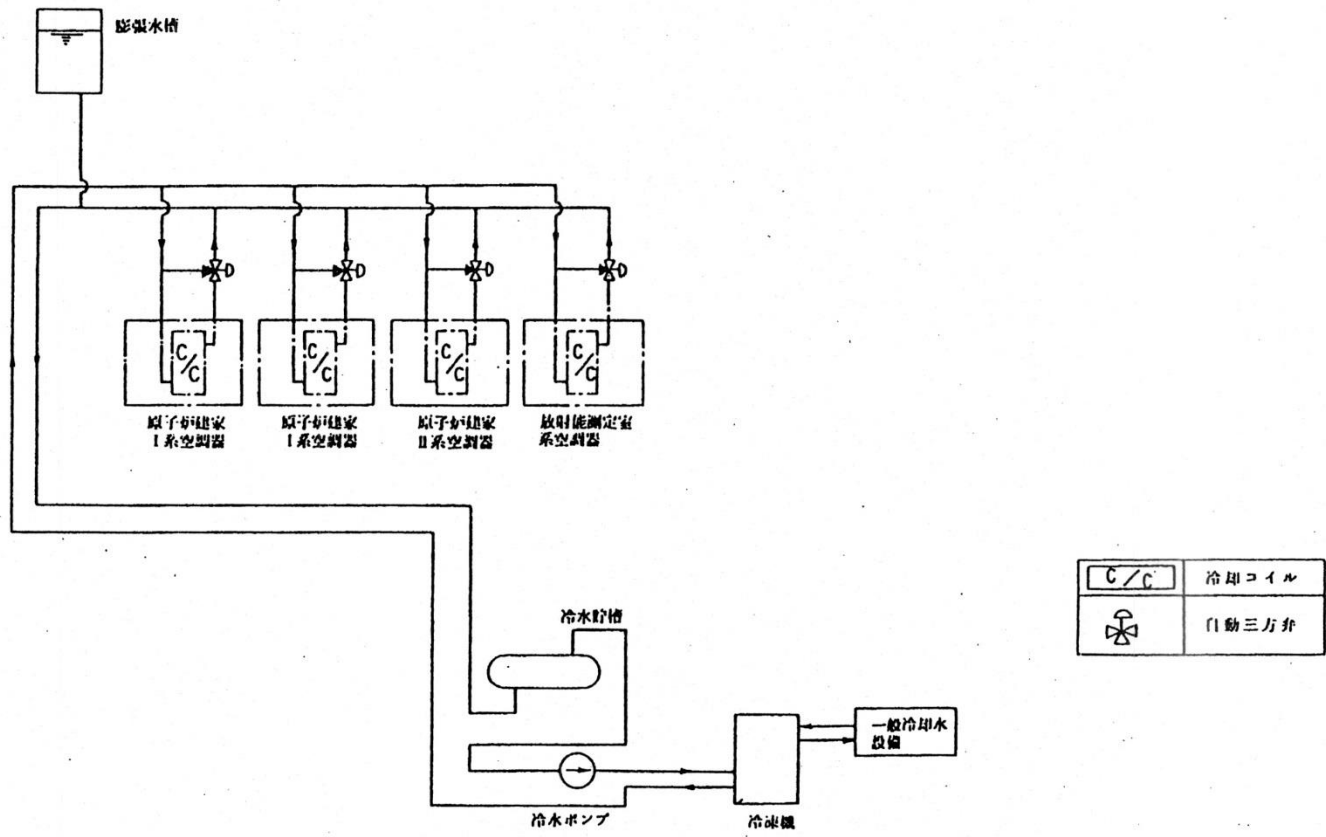 膨張水槽
C/C
C/C
C/C
C/C
原子炉建家
I系空調器
原子炉建家
I系空調器
原子炉建家
II系空調器
放射能測定室
系空調器
C/C
冷却コイル
自動三方弁
冷水貯槽
一般冷却水
設備
冷水ポンプ
冷凍機